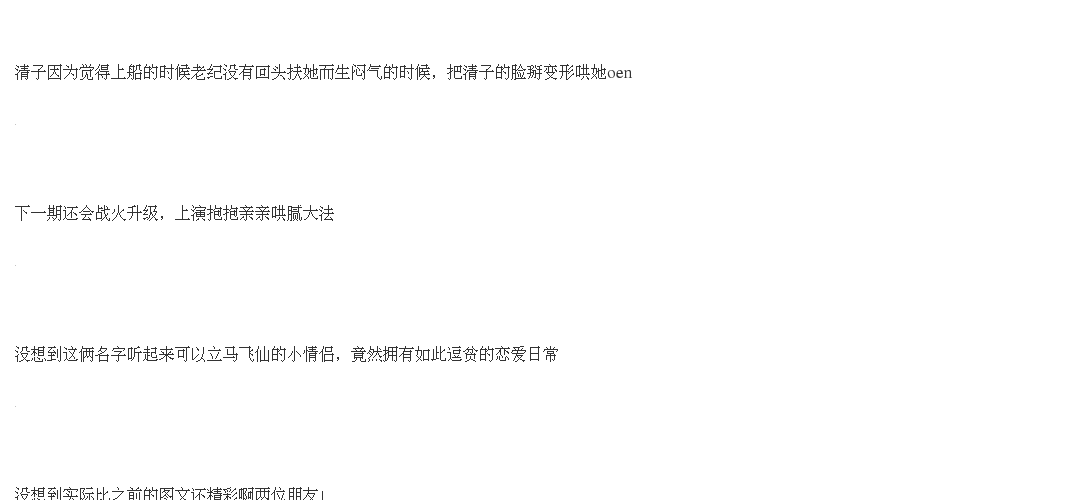 清子因为觉得上船的时候老纪没有回头扶她而生闷气的时候，把清子的脸掰变形哄她oen
下一期还会战火升级，上演抱抱亲亲哄腻大法
没想到这俩名字听起来可以立马飞仙的小情侣，竟然拥有如此逗贫的恋爱日常
没想到实际比之前的图文还精彩啊两位朋友